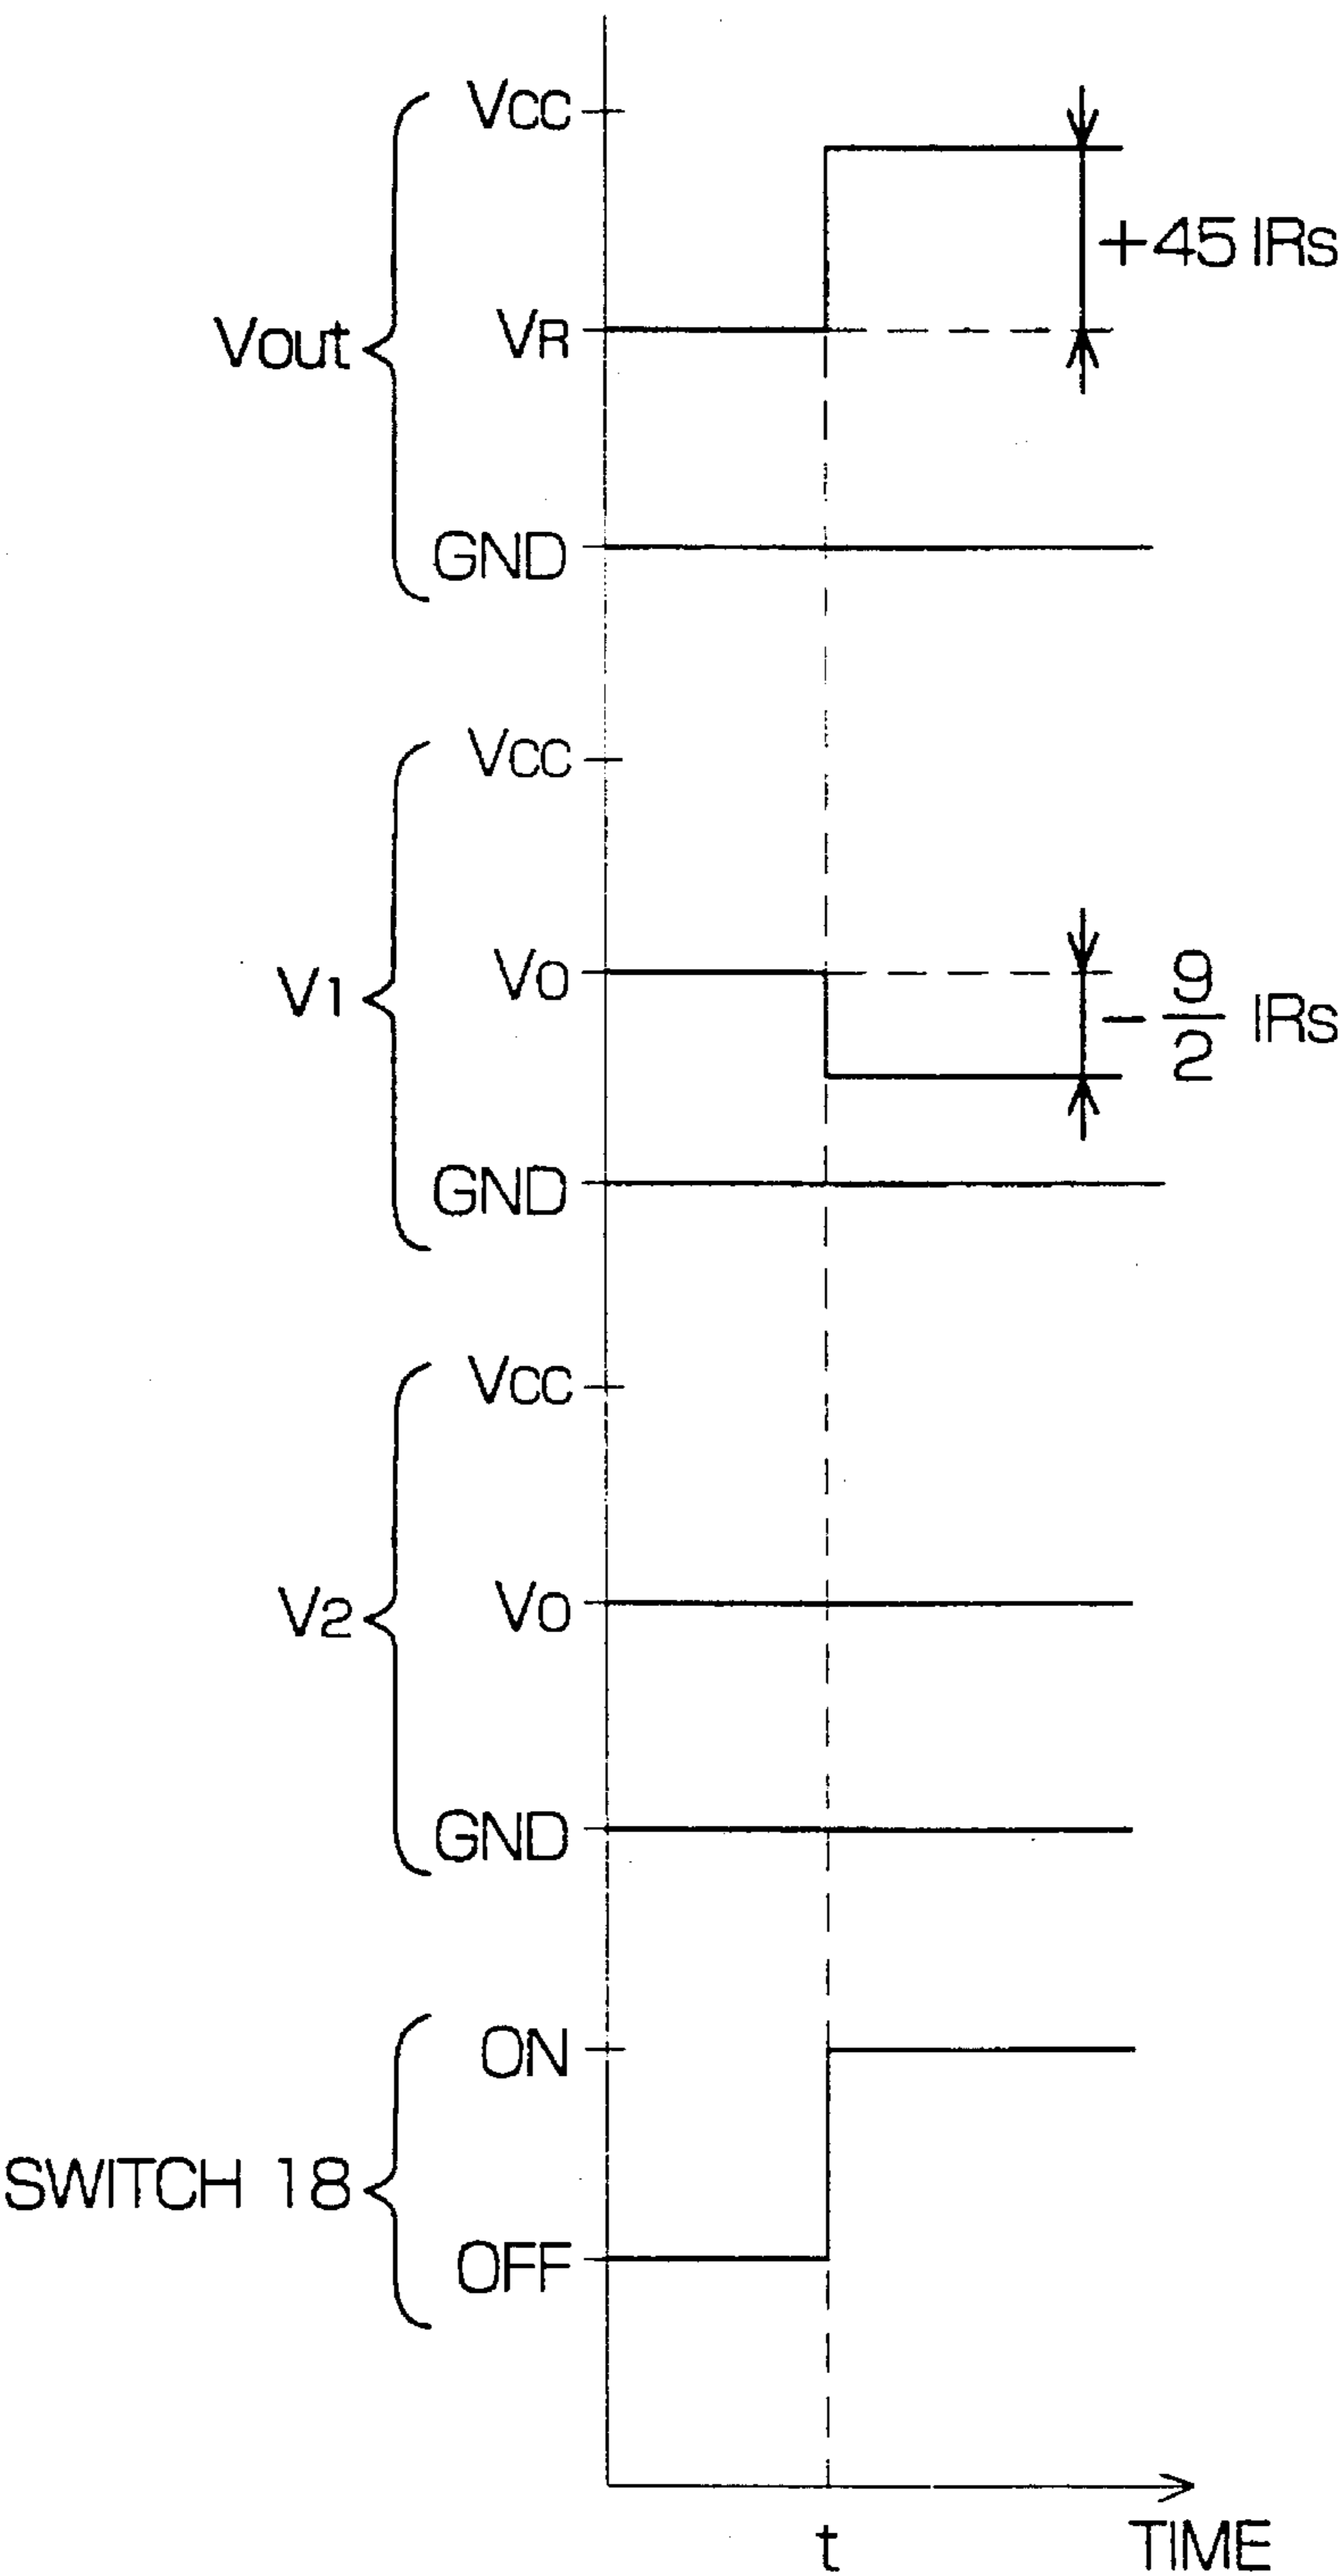 Vcc
+45 IRs
Vout
VR
GND
Vcc
V1
Vo
- 9/2 IRs
GND
Vcc
V2
Vo
GND
ON
SWITCH 18
OFF
t
TIME